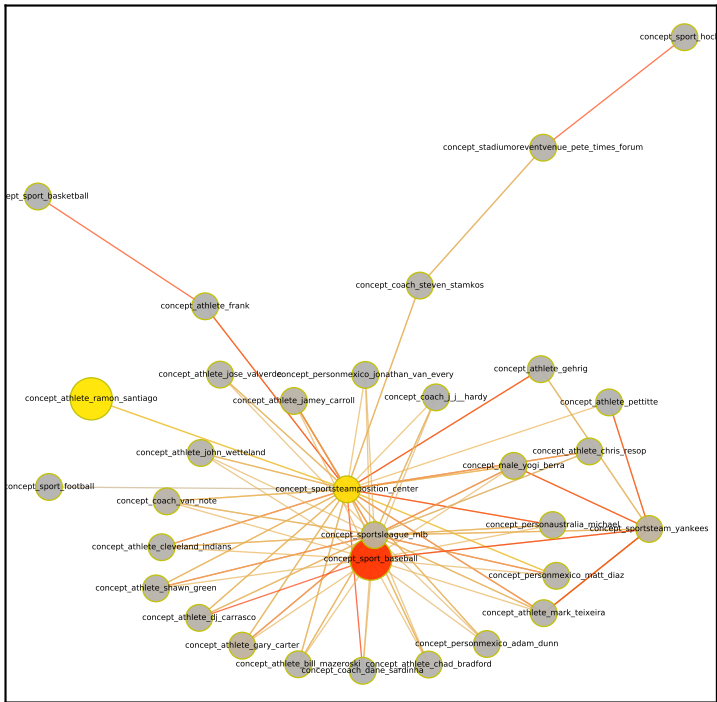 concept_sport_hoc
concept_stadiumoreventvenue_pete_times_forum
ept_sport_basketball
concept_coach_steven_stamkos
concept_athlete_frank
concept_athlete_gehrig
concept_athlete_jose_valverde
concept_personmexico_jonathan_van_every
concept_athlete_ramon_santiago
concept_athlete_jamey_carroll
concept_coach_j_j__hardy
concept_athlete_pettitte
concept_athlete_john_wetteland
concept_athlete_chris_resop
concept_male_yogi_berra
concept_sport_football
concept_sportsteamposition_center
concept_coach_van_note
concept_personaustralia_michael
concept_sportsteam_yankees
concept_sportsleague_mlb
concept_athlete_cleveland_indians
concept_sport_baseball
concept_personmexico_matt_diaz
concept_athlete_shawn_green
concept_athlete_mark_teixeira
concept_athlete_dj_carrasco
concept_athlete_gary_carter
concept_personmexico_adam_dunn
concept_athlete_bill_mazeroski
concept_athlete_chad_bradford
concept_coach_dane_sardinha